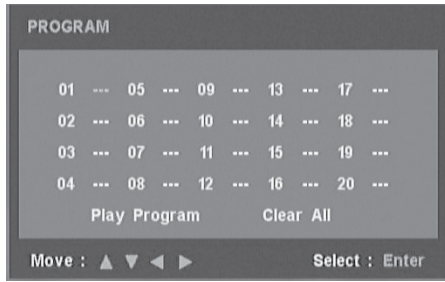 PROGRAM
01 --- 05 --- 09 --- 13 --- 17 ---
02 --- 06 --- 10 --- 14 --- 18 ---
03 --- 07 --- 11 --- 15 --- 19 ---
04 --- 08 --- 12 --- 16 --- 20 ---
Play Program Clear All
Move : ▲ ▼ ◀ ▶ Select : Enter